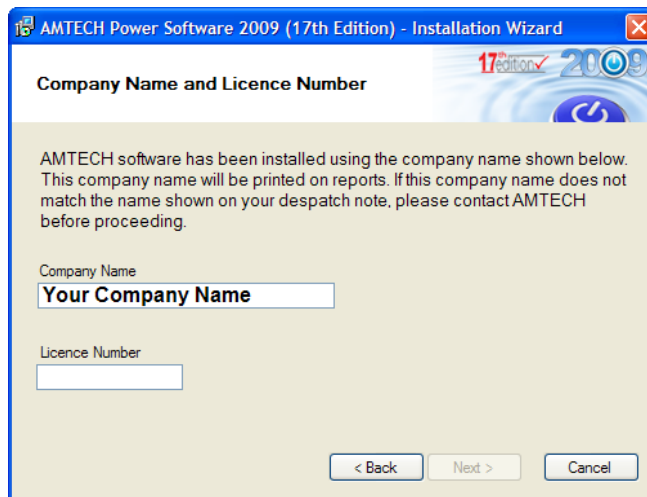 AMTECH Power Software 2009 (17th Edition) - Installation Wizard
17th edition 2009
Company Name and Licence Number
AMTECH software has been installed using the company name shown below.
This company name will be printed on reports. If this company name does not
match the name shown on your despatch note, please contact AMTECH
before proceeding.
Company Name
Your Company Name
Licence Number
< Back Next > Cancel